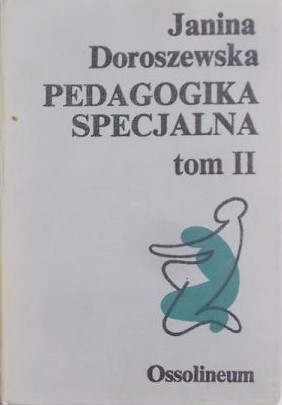 Janina
Doroszewska
PEDAGOGIKA
SPECJALNA
tom II
Ossolineum